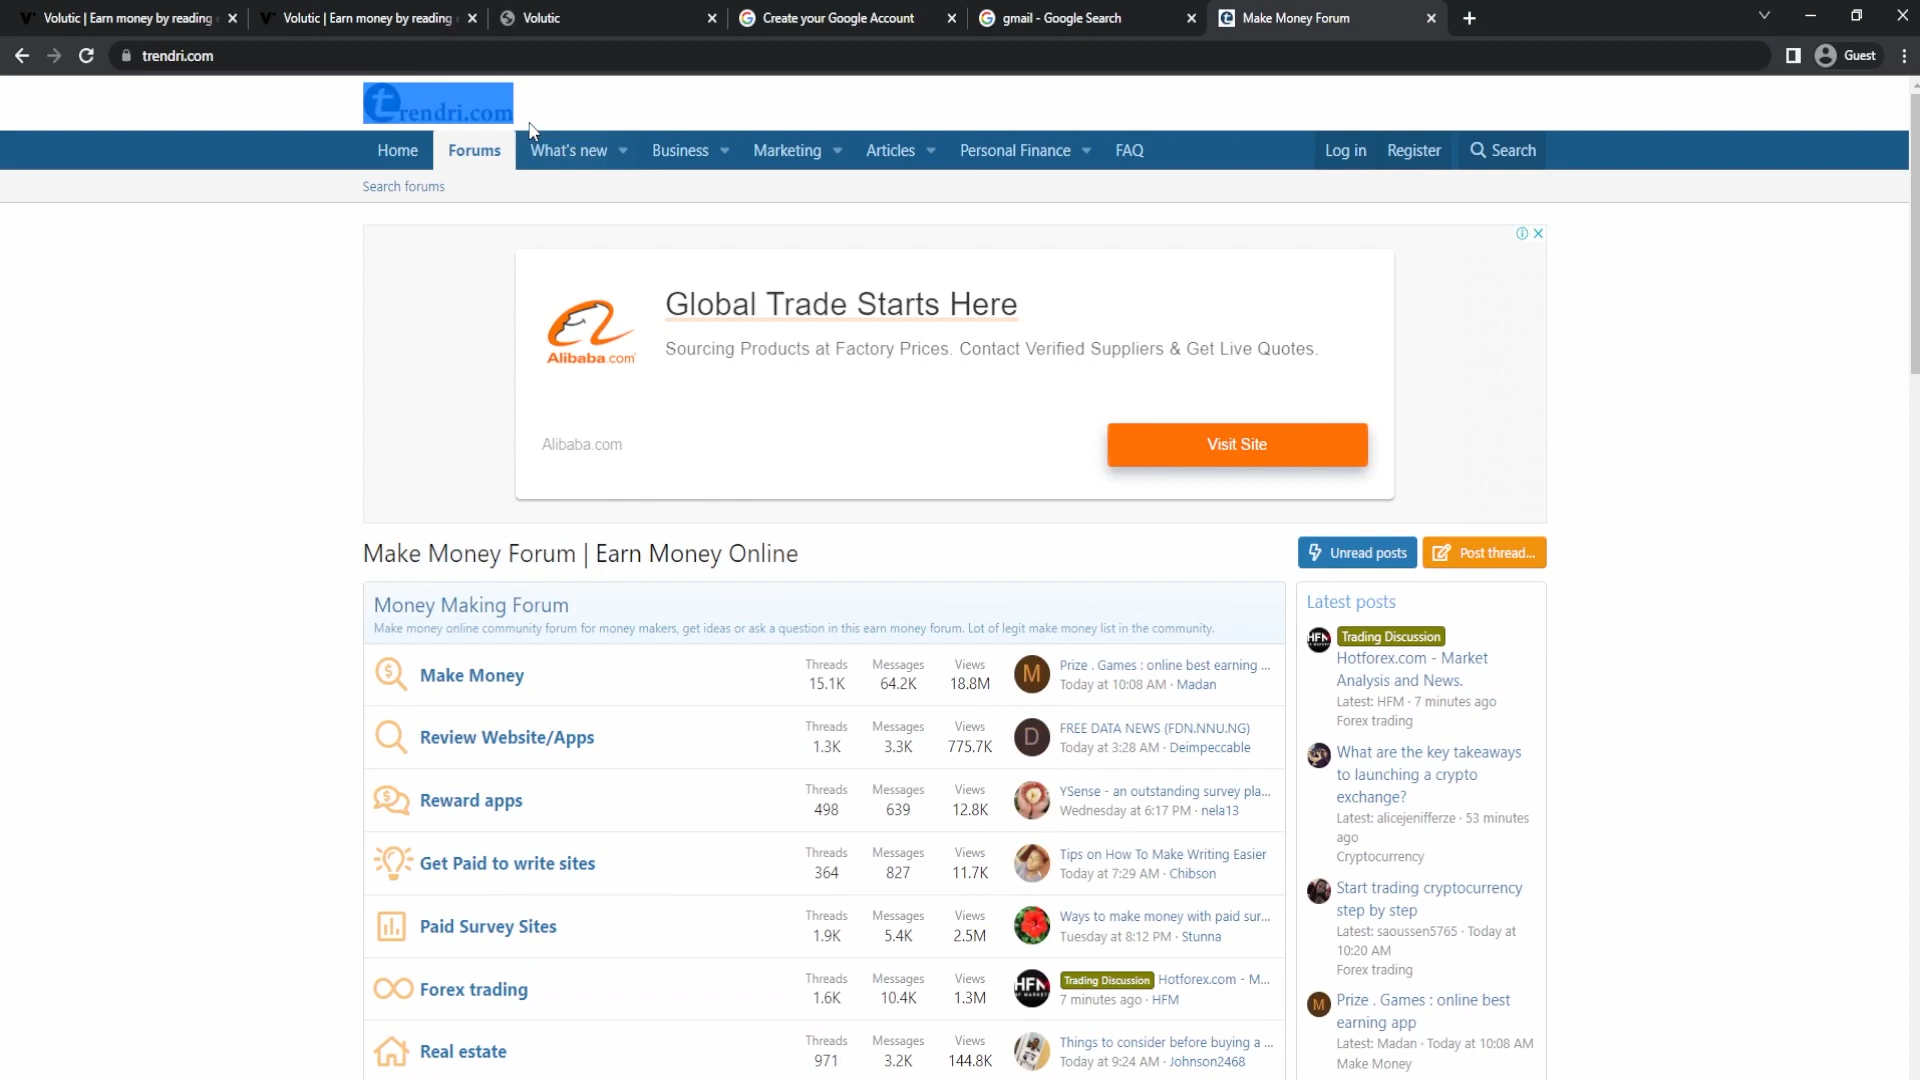 Volutic | Earn money by reading
Volutic | Earn money by reading
Volutic
Create your Google Account
gmail - Google Search
Make Money Forum
trendri.com
Guest
trendri.com
Home
Forums
What's new
Business
Marketing
Articles
Personal Finance
FAQ
Log in
Register
Search
Search forums
Global Trade Starts Here
Alibaba.com
Sourcing Products at Factory Prices. Contact Verified Suppliers & Get Live Quotes.
Alibaba.com
Visit Site
Make Money Forum | Earn Money Online
Unread posts
Post thread...
Money Making Forum
Make money online community forum for money makers, get ideas or ask a question in this earn money forum. Lot of legit make money list in the community.
Make Money
Threads
15.1K
Messages
64.2K
Views
18.8M
M
Prize . Games : online best earning ...
Today at 10:08 AM · Madan
Review Website/Apps
Threads
1.3K
Messages
3.3K
Views
775.7K
D
FREE DATA NEWS (FDN.NNU.NG)
Today at 3:28 AM · Deimpeccable
Reward apps
Threads
498
Messages
639
Views
12.8K
YSense - an outstanding survey pla...
Wednesday at 6:17 PM · nela13
Get Paid to write sites
Threads
364
Messages
827
Views
11.7K
Tips on How To Make Writing Easier
Today at 7:29 AM · Chibson
Paid Survey Sites
Threads
1.9K
Messages
5.4K
Views
2.5M
Ways to make money with paid sur...
Tuesday at 8:12 PM · Stunna
Forex trading
Threads
1.6K
Messages
10.4K
Views
1.3M
HFM
Trading Discussion Hotforex.com - M...
7 minutes ago · HFM
Real estate
Threads
971
Messages
3.2K
Views
144.8K
Things to consider before buying a ...
Today at 9:24 AM · Johnson2468
Latest posts
HFM
Trading Discussion
Hotforex.com - Market
Analysis and News.
Latest: HFM · 7 minutes ago
Forex trading
What are the key takeaways
to launching a crypto
exchange?
Latest: alicejenifferze · 53 minutes
ago
Cryptocurrency
Start trading cryptocurrency
step by step
Latest: saoussen5765 · Today at
10:20 AM
Forex trading
M
Prize . Games : online best
earning app
Latest: Madan · Today at 10:08 AM
Make Money